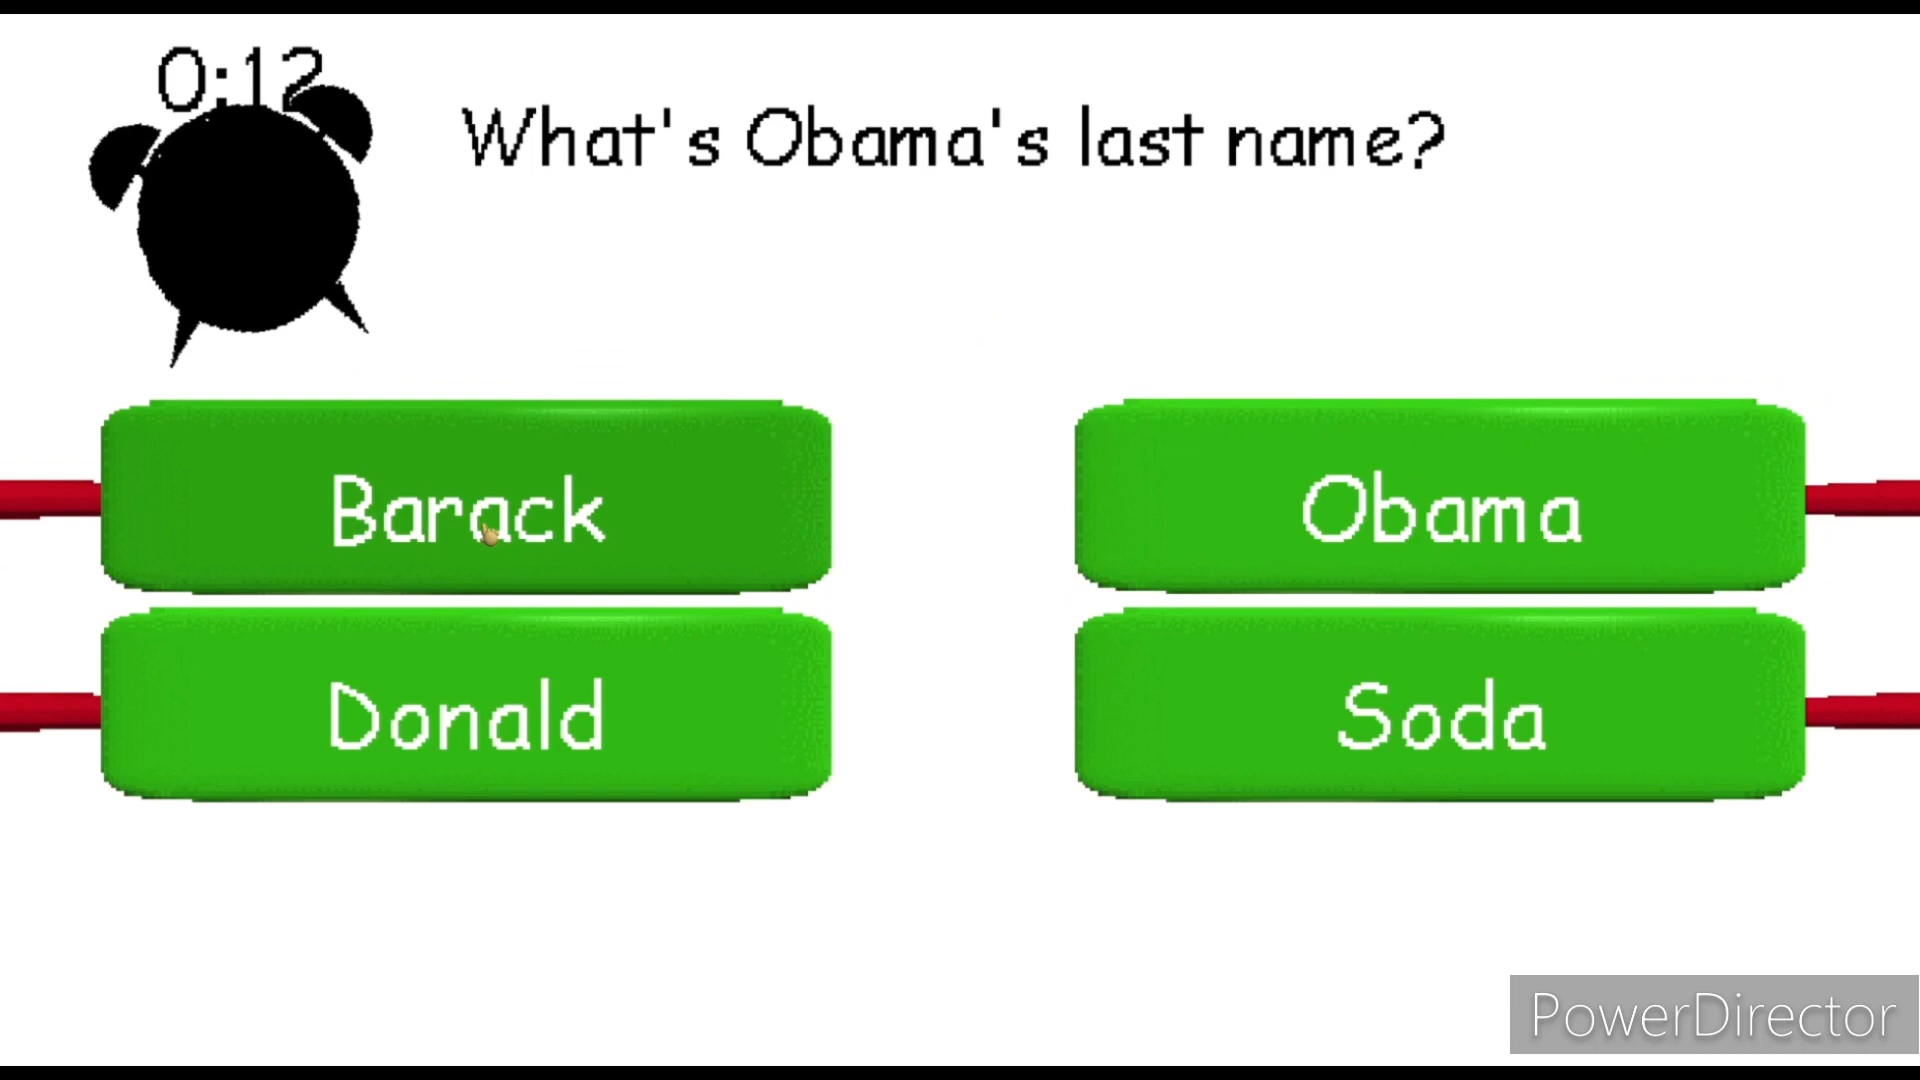 0:12
What's Obama's last name?
Barack
Obama
Donald
Soda
PowerDirector